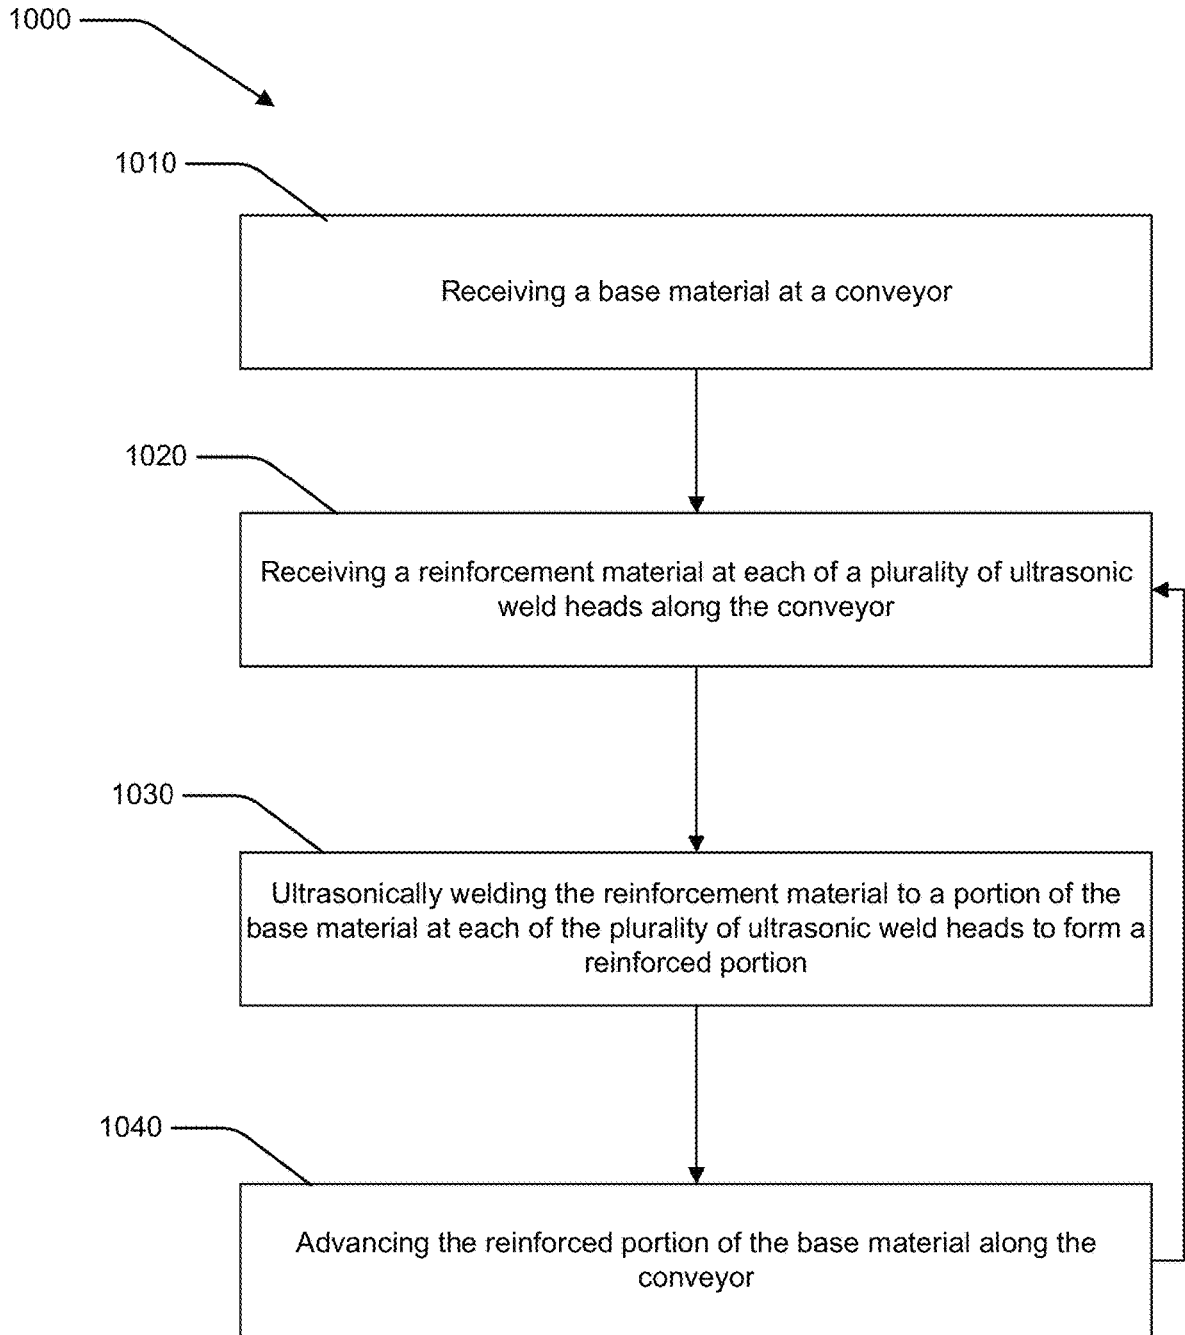 1000
1010
Receiving a base material at a conveyor
1020
Receiving a reinforcement material at each of a plurality of ultrasonic
weld heads along the conveyor
1030
Ultrasonically welding the reinforcement material to a portion of the
base material at each of the plurality of ultrasonic weld heads to form a
reinforced portion
1040
Advancing the reinforced portion of the base material along the
conveyor